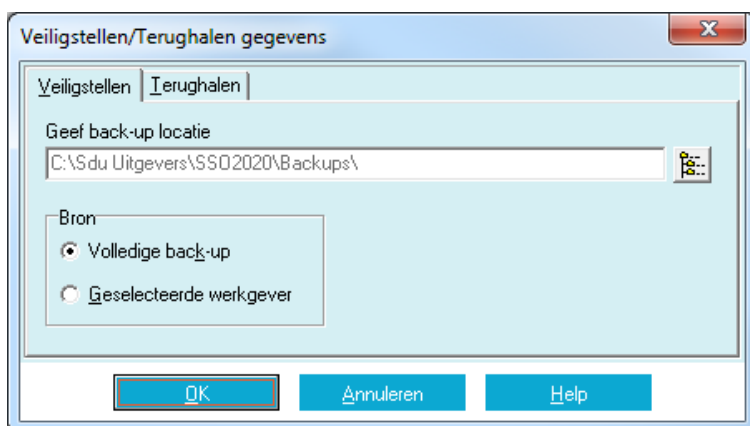 Veiligstellen/Terughalen gegevens
Veiligstellen Terughalen
Geef back-up locatie
C:\Sdu Uitgevers\SSO2020\Backups\
Bron
Volledige back-up
Geselecteerde werkgever
OK Annuleren Help